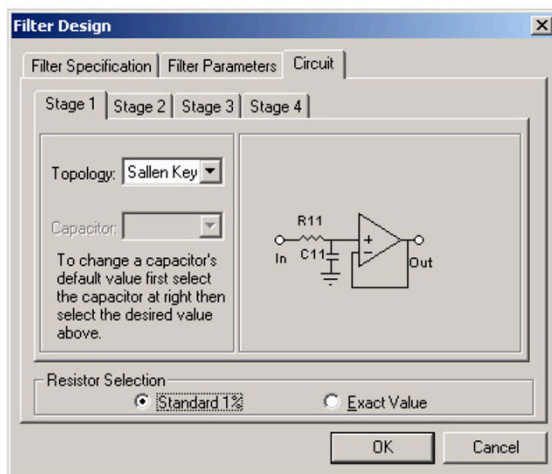 Filter Design
Filter Specification Filter Parameters Circuit
Stage 1 Stage 2 Stage 3 Stage 4
Topology: Sallen Key
Capacitor:
To change a capacitor's
default value first select
the capacitor at right then
select the desired value
above.
R11
+
In C11 - Out
Resistor Selection
Standard 1% Exact Value
OK Cancel